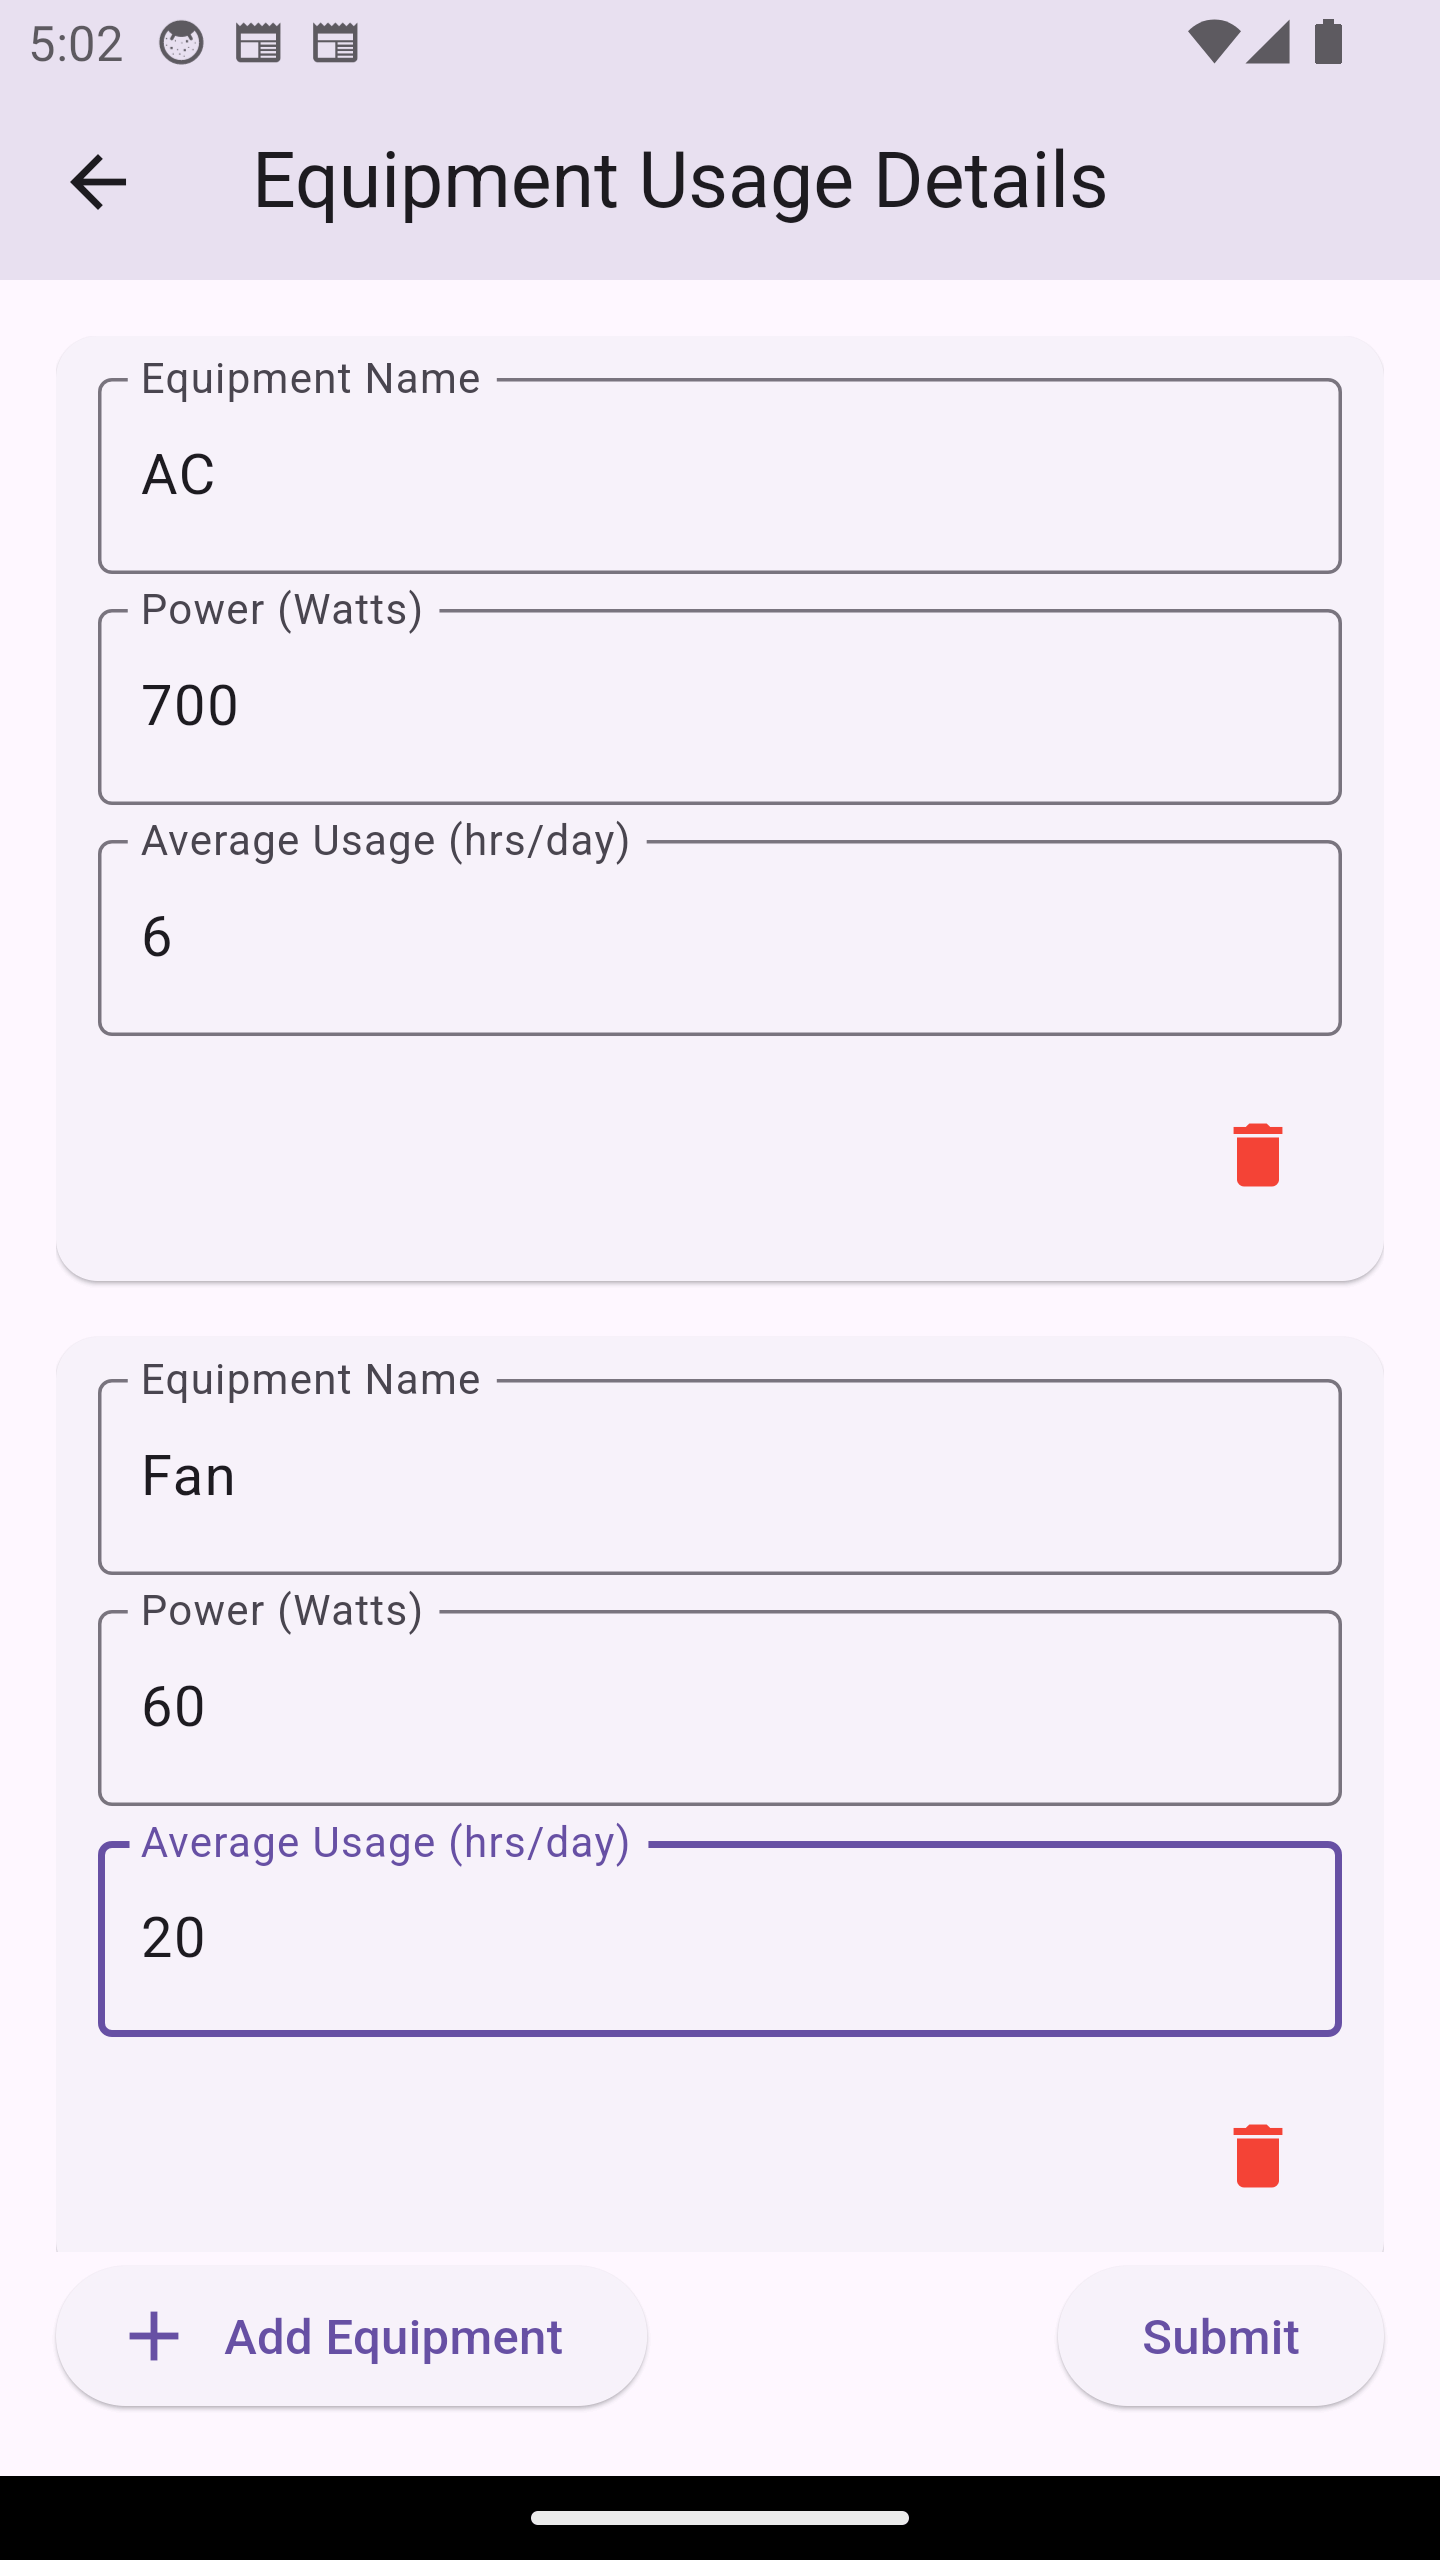 5:02
Equipment Usage Details
Equipment Name
AC
Power (Watts)
700
Average Usage (hrs/day)
6
Equipment Name
Fan
Power (Watts)
60
Average Usage (hrs/day)
20
Add Equipment
Submit